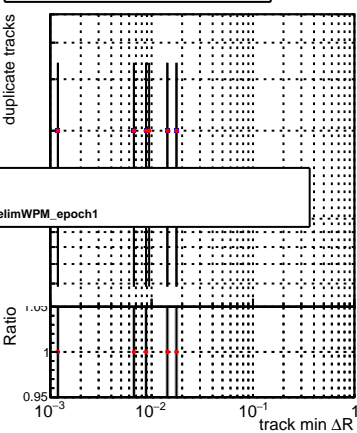 duplicate tracks
elimWPM_epoch1
Ratio
1.05
1
0.95
10⁻³
10⁻²
10⁻¹
1
track min ΔR